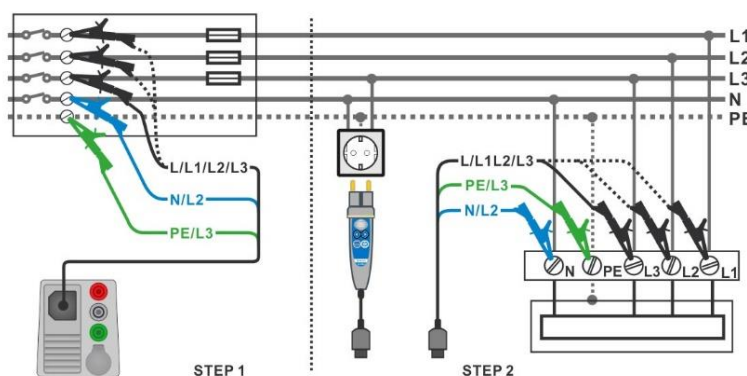 L1
L2
L3
N
PE
L/L1/L2/L3
N/L2
PE/L3
STEP 1
L/L1L2/L3
PE/L3
N/L2
N PE L3 L2 L1
STEP 2